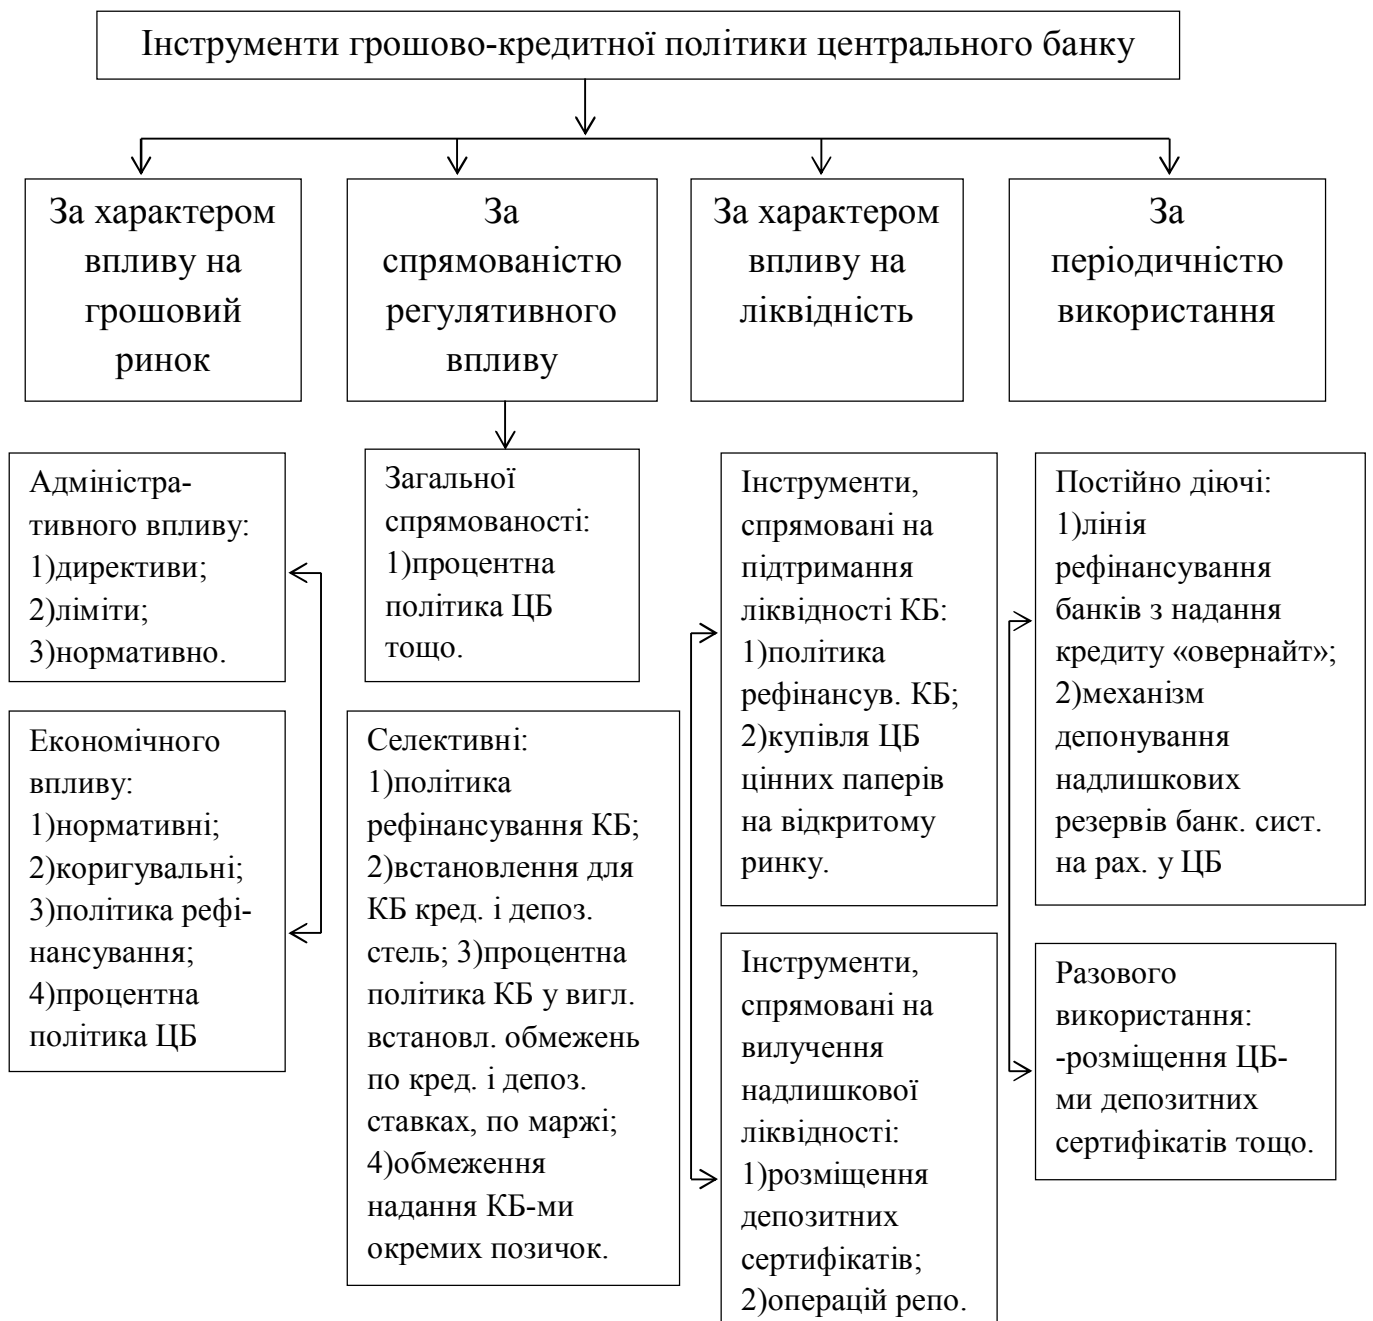 Інструменти грошово-кредитної політики центрального банку
За характером
впливу на
грошовий
ринок
За
спрямованістю
регулятивного
впливу
За характером
впливу на
ліквідність
За
періодичністю
використання
Адміністра-
тивного впливу:
1)директиви;
2)ліміти;
3)нормативно.
Економічного
впливу:
1)нормативні;
2)коригувальні;
3)політика рефі-
нансування;
4)процентна
політика ЦБ
Загальної
спрямованості:
1)процентна
політика ЦБ
тощо.
Селективні:
1)політика
рефінансування КБ;
2)встановлення для
КБ кред. і депоз.
стель; 3)процентна
політика КБ у вигл.
встановл. обмежень
по кред. і депоз.
ставках, по маржі;
4)обмеження
надання КБ-ми
окремих позичок.
Інструменти,
спрямовані на
підтримання
ліквідності КБ:
1)політика
рефінансув. КБ;
2)купівля ЦБ
цінних паперів
на відкритому
ринку.
Інструменти,
спрямовані на
вилучення
надлишкової
ліквідності:
1)розміщення
депозитних
сертифікатів;
2)операцій репо.
Постійно діючі:
1)лінія
рефінансування
банків з надання
кредиту «овернайт»;
2)механізм
депонування
надлишкових
резервів банк. сист.
на рах. у ЦБ
Разового
використання:
-розміщення ЦБ-
ми депозитних
сертифікатів тощо.